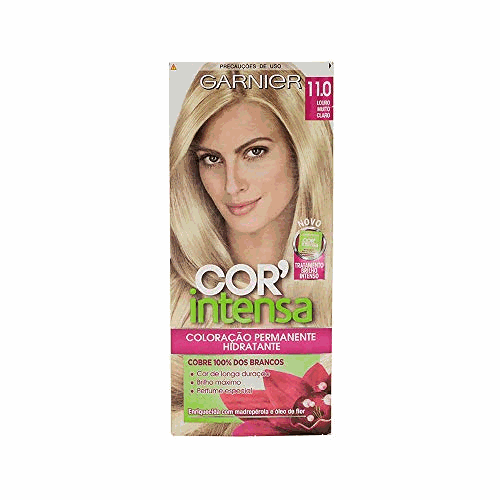 PRECAUÇÕES DE USO
GARNIER
11.0
LOURO
MUITO
CLARO
NOVO
TRATAMENTO
BRILHO
INTENSO
COR'
intensa
COLORAÇÃO PERMANENTE
HIDRATANTE
COBRE 100% DOS BRANCOS
• Cor de longa duração
• Brilho máximo
• Perfume especial
Enriquecida com madrepérola e óleo de flor